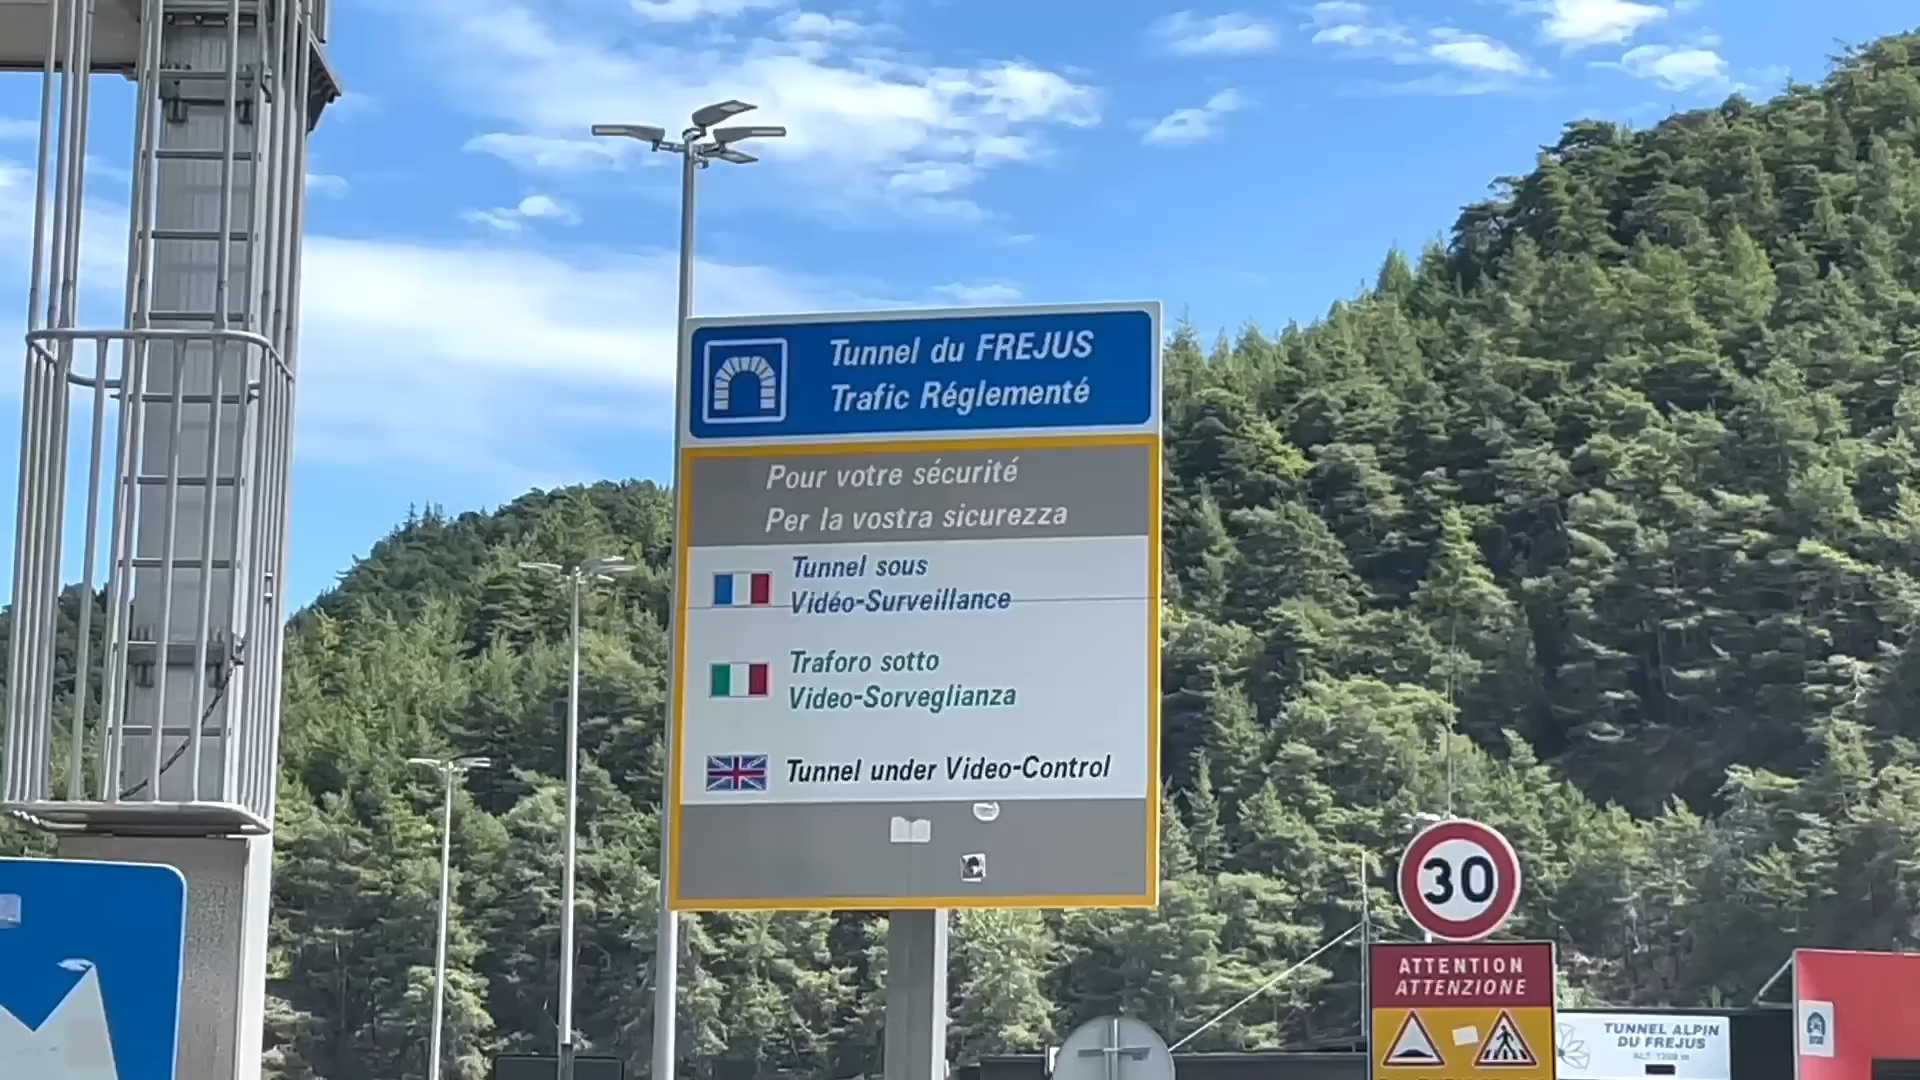 Tunnel du FREJUS
Trafic Réglementé
Pour votre sécurité
Per la vostra sicurezza
Tunnel sous
Vidéo-Surveillance
Traforo sotto
Video-Sorveglianza
Tunnel under Video-Control
30
ATTENTION
ATTENZIONE
TUNNEL ALPIN
DU FREJUS